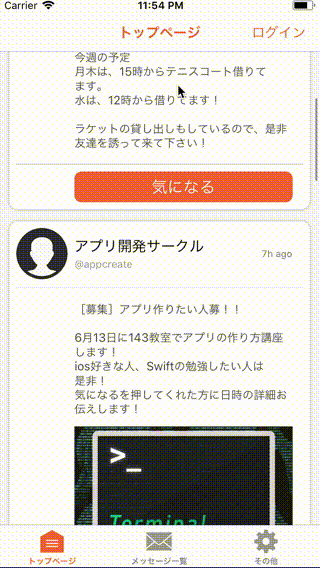 Carrier 11:54 PM
トップページ
ログイン
今週の予定
月木は、15時からテニスコート借りて
ます。
水は、12時から借りてます！
ラケットの貸し出しもしているので、是非
友達を誘って来て下さい！
気になる
アプリ開発サークル
7h ago
@appcreate
［募集］アプリ作りたい人募！！
6月13日に143教室でアプリの作り方講座
します！
ios好きな人、Swiftの勉強したい人は
是非！
気になるを押してくれた方に日時の詳細お
伝えします！
>_
Terminal
トップページ
メッセージ一覧
その他